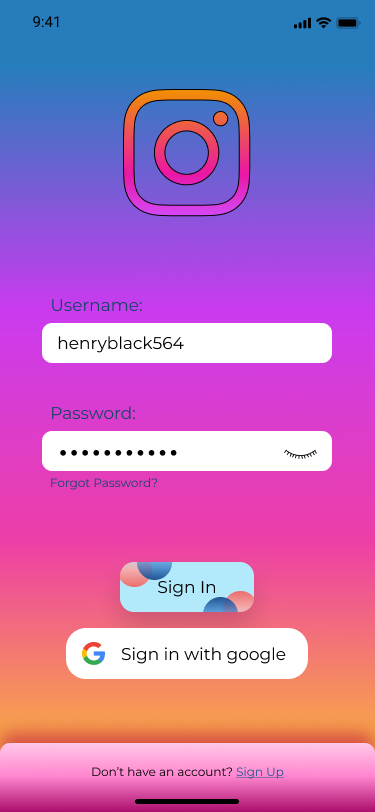 9:41
Username:
henryblack564
Password:
•••••••••••
Forgot Password?
Sign In
Sign in with google
Don't have an account? Sign Up